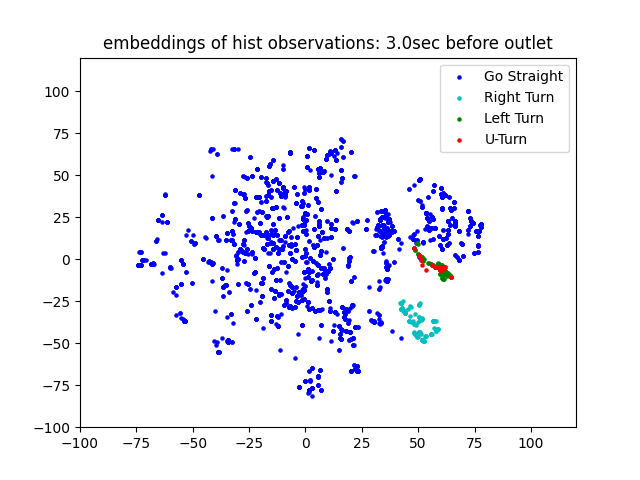 embeddings of hist observations: 3.0sec before outlet
Go Straight
Right Turn
Left Turn
U-Turn
100
75
50
25
0
−25
−50
−75
−100
−100 −75 −50 −25 0 25 50 75 100